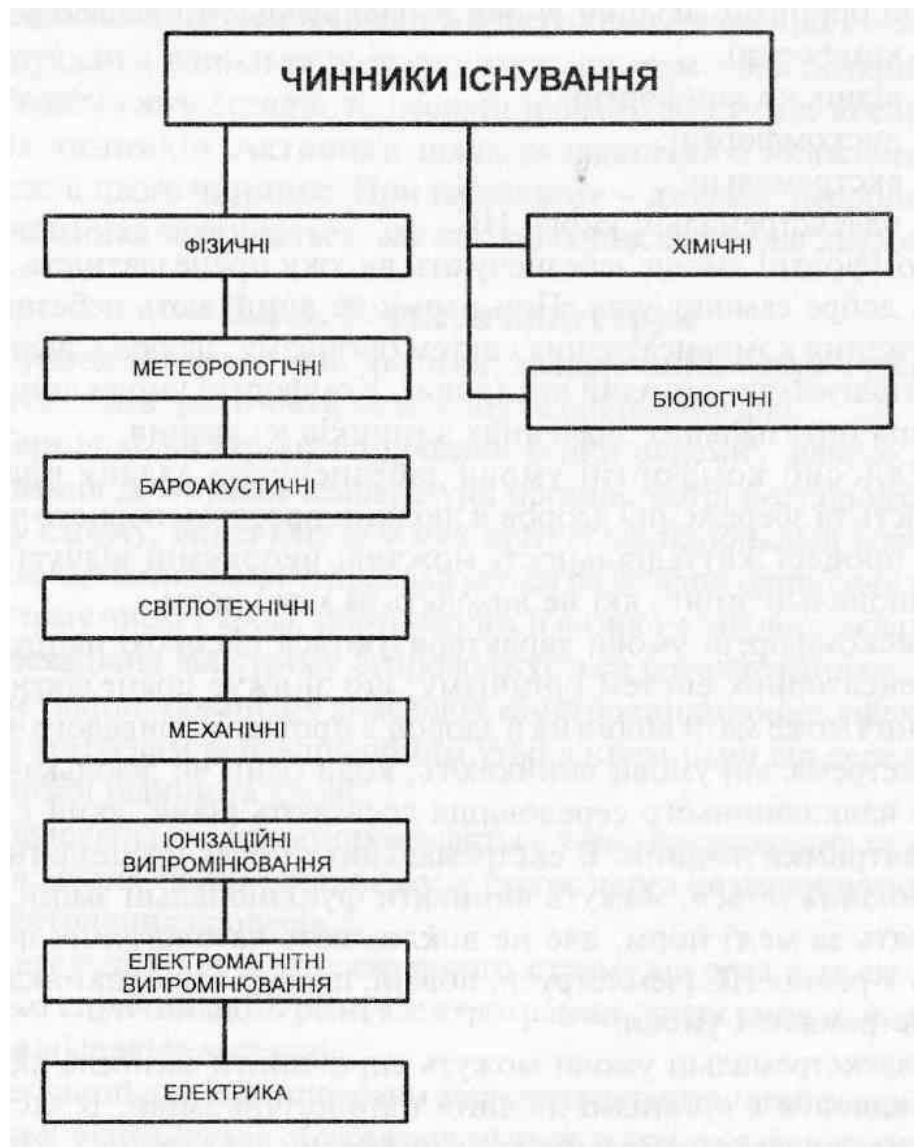 ЧИННИКИ ІСНУВАННЯ
ФІЗИЧНІ
ХІМІЧНІ
МЕТЕОРОЛОГІЧНІ
БІОЛОГІЧНІ
БАРОАКУСТИЧНІ
СВІТЛОТЕХНІЧНІ
МЕХАНІЧНІ
ІОНІЗАЦІЙНІ
ВИПРОМІНЮВАННЯ
ЕЛЕКТРОМАГНІТНІ
ВИПРОМІНЮВАННЯ
ЕЛЕКТРИКА